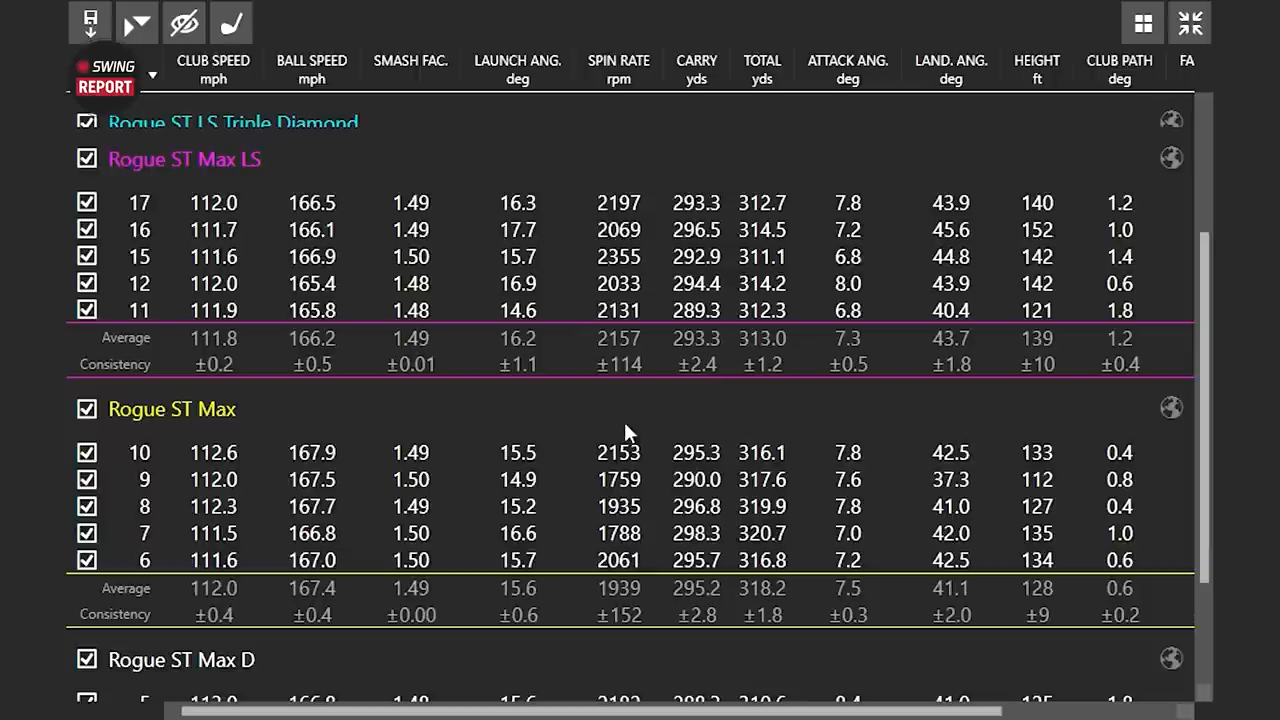 SWING
REPORT
CLUB SPEED BALL SPEED SMASH FAC. LAUNCH ANG. SPIN RATE CARRY TOTAL ATTACK ANG. LAND. ANG. HEIGHT CLUB PATH FA
mph mph deg rpm yds yds deg deg ft deg
Rogue ST LS Triple Diamond
Rogue ST Max LS
17 112.0 166.5 1.49 16.3 2197 293.3 312.7 7.8 43.9 140 1.2
16 111.7 166.1 1.49 17.7 2069 296.5 314.5 7.2 45.6 152 1.0
15 111.6 166.9 1.50 15.7 2355 292.9 311.1 6.8 44.8 142 1.4
12 112.0 165.4 1.48 16.9 2033 294.4 314.2 8.0 43.9 142 0.6
11 111.9 165.8 1.48 14.6 2131 289.3 312.3 6.8 40.4 121 1.8
Average 111.8 166.2 1.49 16.2 2157 293.3 313.0 7.3 43.7 139 1.2
Consistency ±0.2 ±0.5 ±0.01 ±1.1 ±114 ±2.4 ±1.2 ±0.5 ±1.8 ±10 ±0.4
Rogue ST Max
10 112.6 167.9 1.49 15.5 2153 295.3 316.1 7.8 42.5 133 0.4
9 112.0 167.5 1.50 14.9 1759 290.0 317.6 7.6 37.3 112 0.8
8 112.3 167.7 1.49 15.2 1935 296.8 319.9 7.8 41.0 127 0.4
7 111.5 166.8 1.50 16.6 1788 298.3 320.7 7.0 42.0 135 1.0
6 111.6 167.0 1.50 15.7 2061 295.7 316.8 7.2 42.5 134 0.6
Average 112.0 167.4 1.49 15.6 1939 295.2 318.2 7.5 41.1 128 0.6
Consistency ±0.4 ±0.4 ±0.00 ±0.6 ±152 ±2.8 ±1.8 ±0.3 ±2.0 ±9 ±0.2
Rogue ST Max D